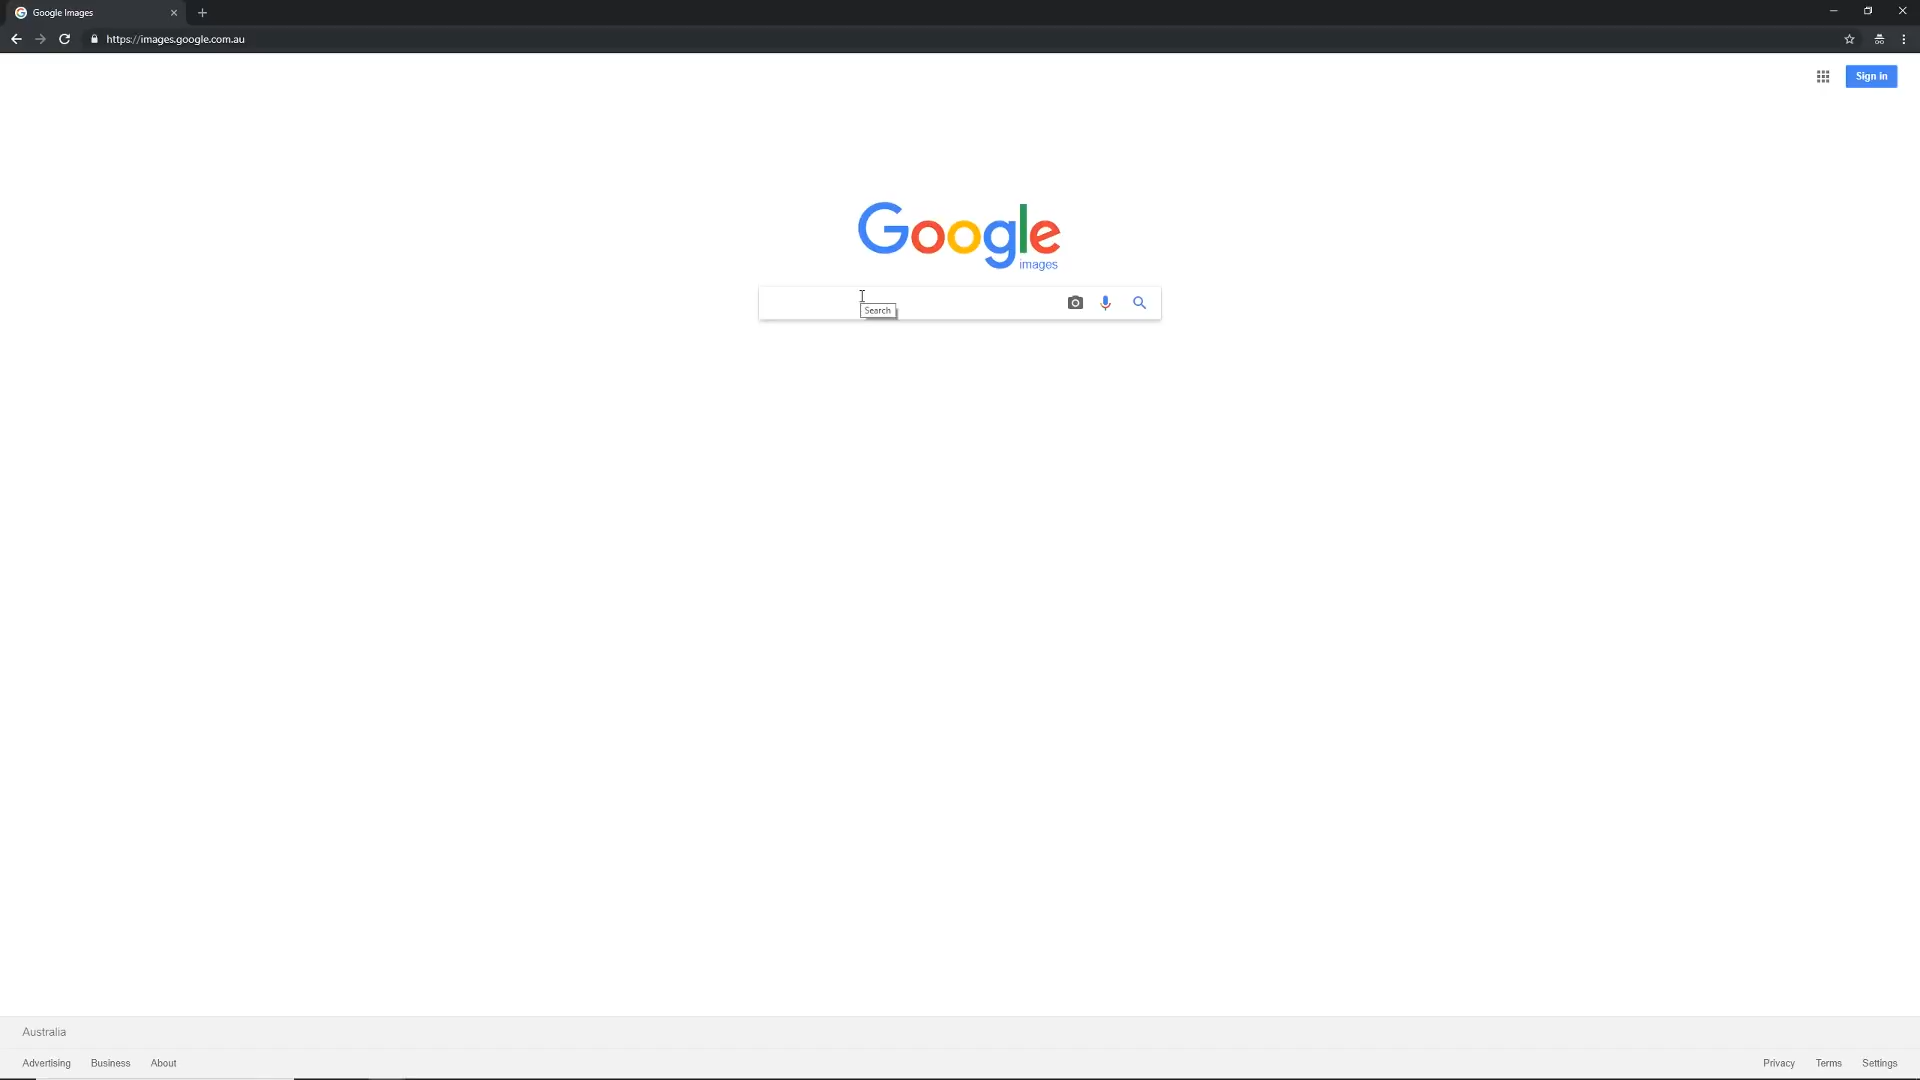 Google Images
https://images.google.com.au
Sign in
Google
images
Search
Australia
Advertising Business About
Privacy Terms Settings